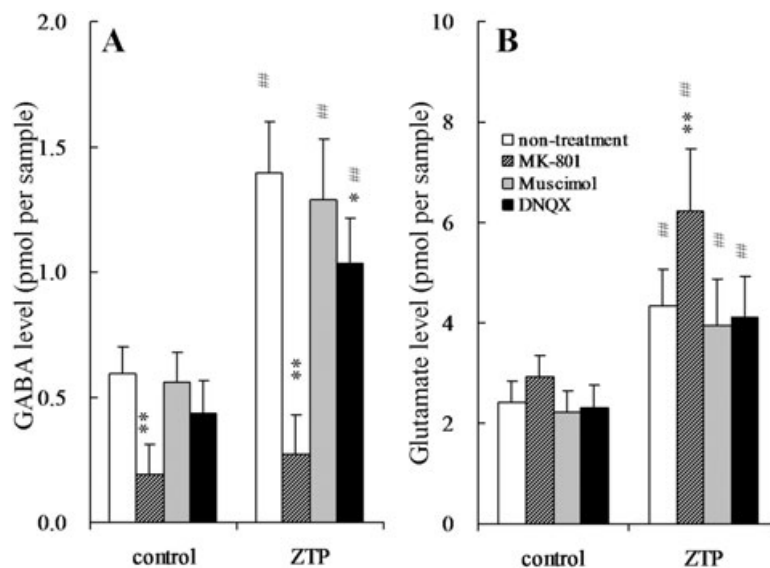 A
GABA level (pmol per sample)
2.0
1.5
1.0
0.5
0.0
##
##
* ##
**
**
control
ZTP
B
Glutamate level (pmol per sample)
10
8
6
4
2
0
non-treatment
MK-801
Muscimol
DNQX
** ##
##
##
##
control
ZTP